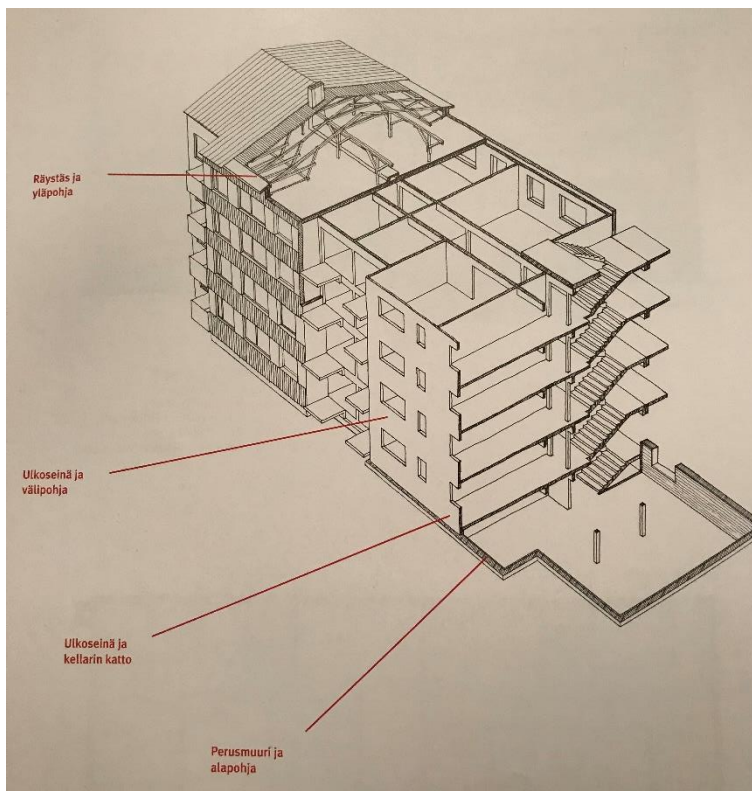 Räystäs ja
yläpohja
Ulkoseinä ja
välipohja
Ulkoseinä ja
kellarin katto
Perusmuuri ja
alapohja